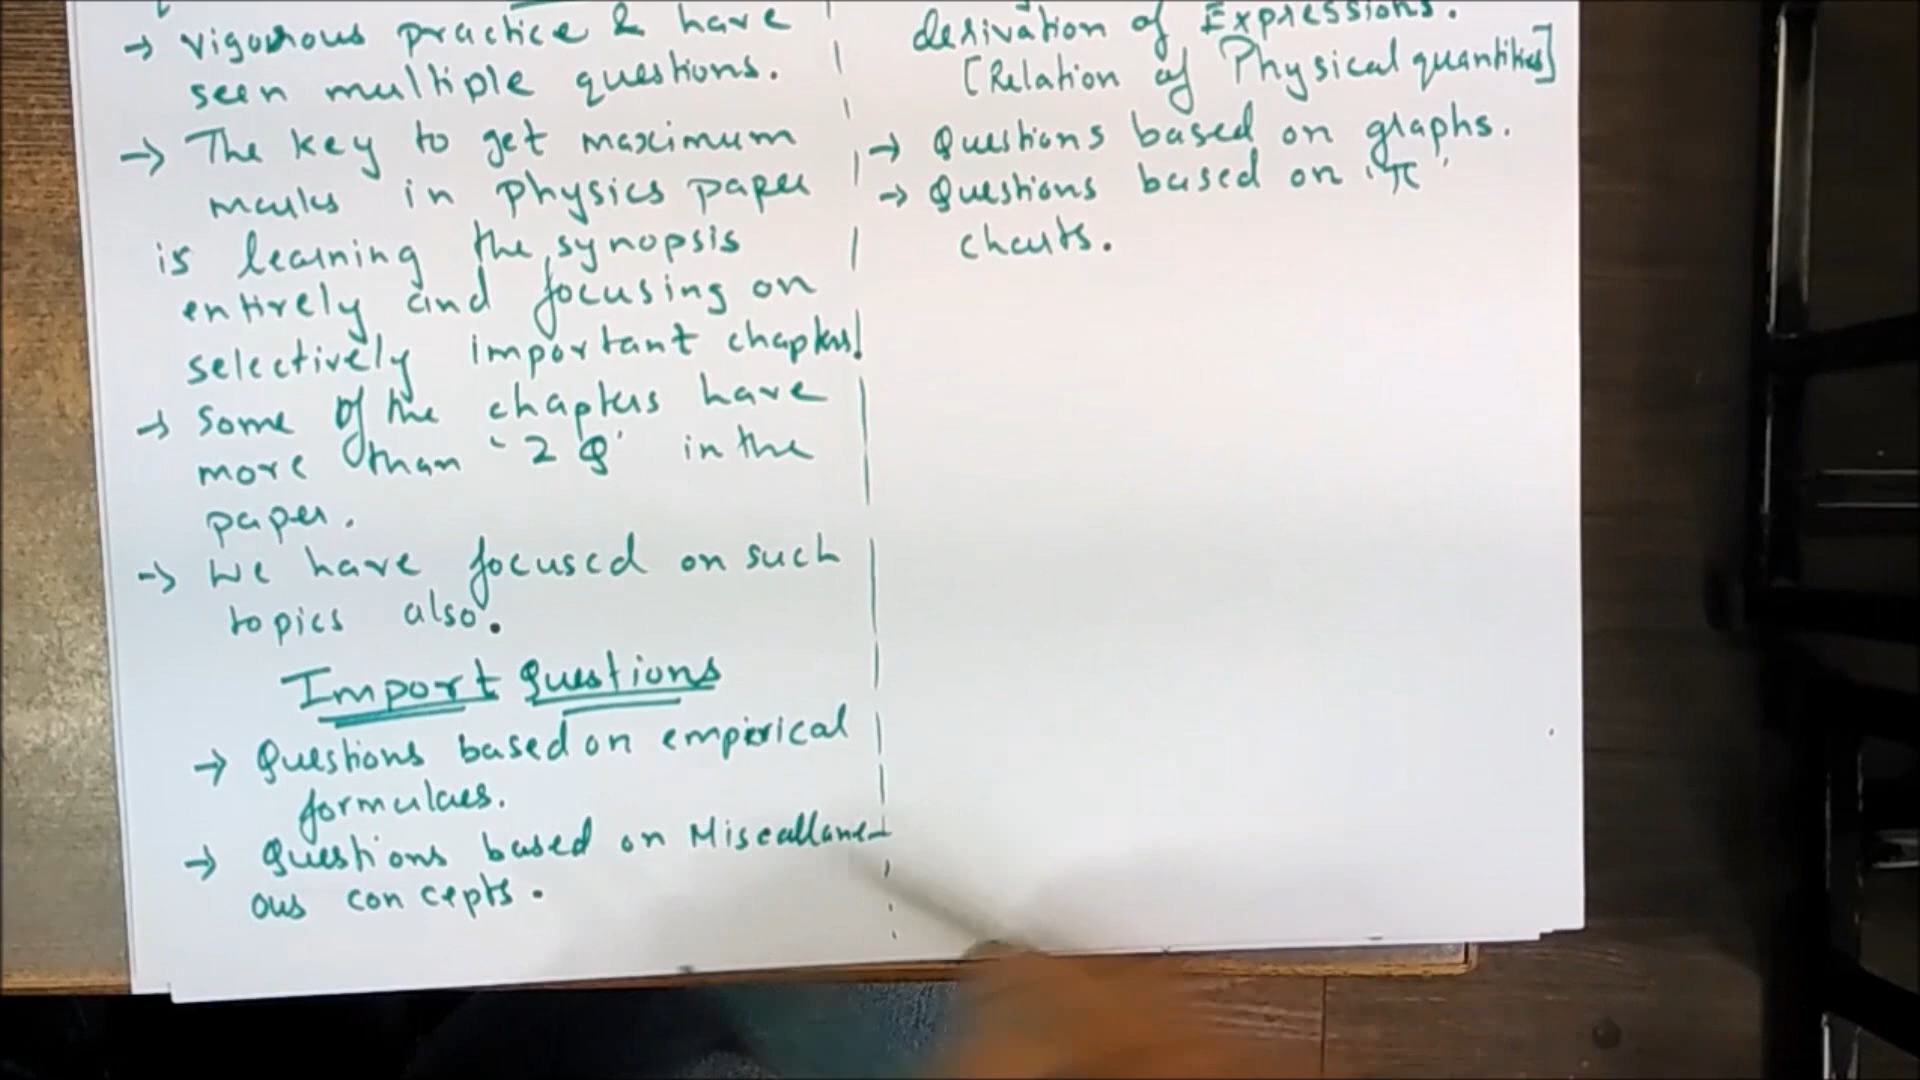 → vigorous practice & have
seen multiple questions.
→ The key to get maximum
marks in physics paper
is learning the synopsis
entirely and focusing on
selectively important chapters!
→ Some of the chapters have
more than '2 Q' in the
paper.
→ We have focused on such
topics also.
Import Questions
→ Questions based on empirical
formulaes.
→ Questions based on Miscallane-
ous concepts.
derivation of Expressions.
[Relation of Physical quantities]
→ Questions based on graphs.
→ Questions based on 'π'
charts.